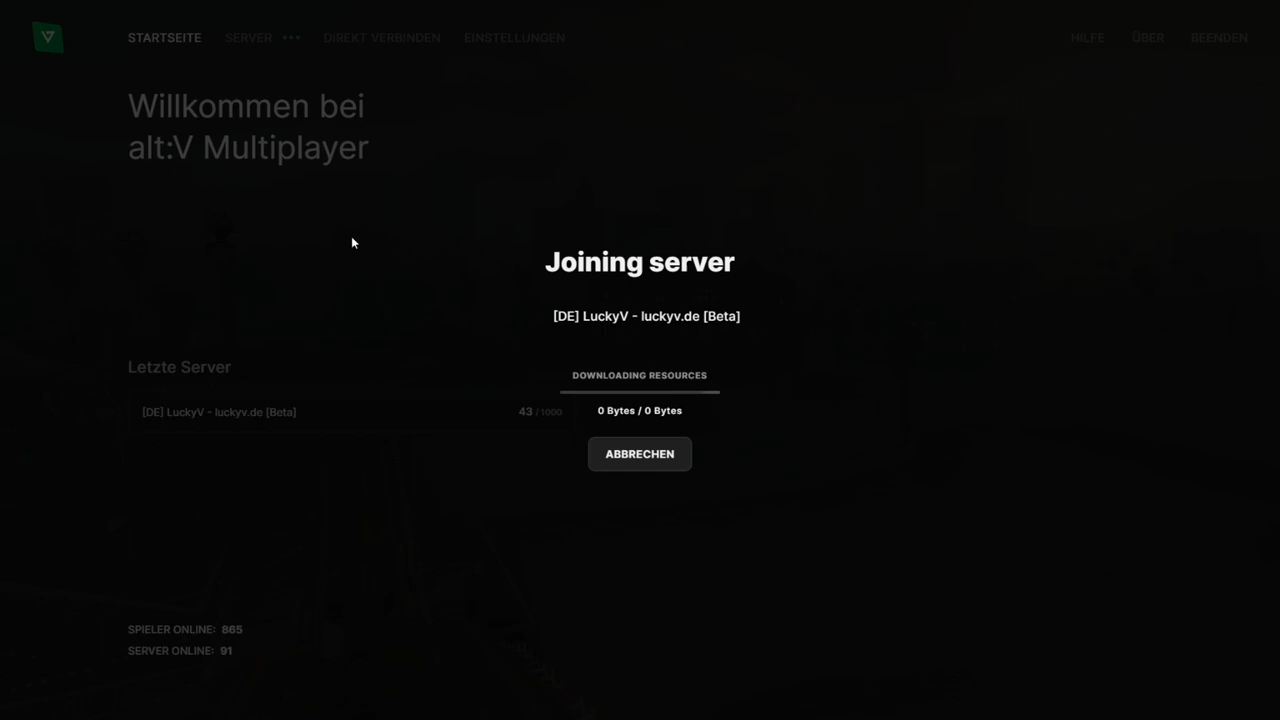 STARTSEITE SERVER ••• DIREKT VERBINDEN EINSTELLUNGEN HILFE ÜBER BEENDEN
Willkommen bei
alt:V Multiplayer
Joining server
[DE] LuckyV - luckyv.de [Beta]
Letzte Server
DOWNLOADING RESOURCES
[DE] LuckyV - luckyv.de [Beta] 43 / 1000
0 Bytes / 0 Bytes
ABBRECHEN
SPIELER ONLINE: 865
SERVER ONLINE: 91